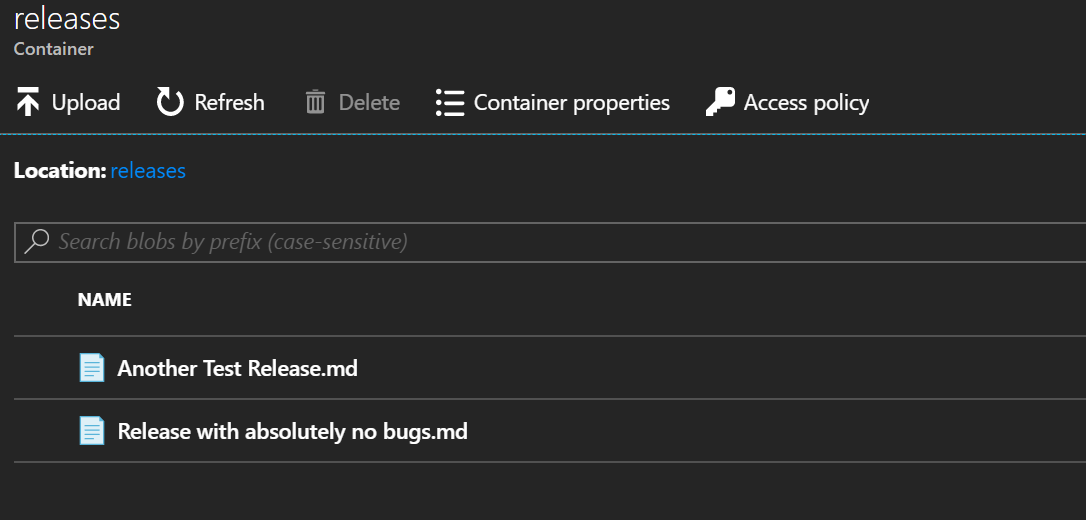 releases
Container
Upload Refresh Delete Container properties Access policy
Location: releases
Search blobs by prefix (case-sensitive)
NAME
Another Test Release.md
Release with absolutely no bugs.md